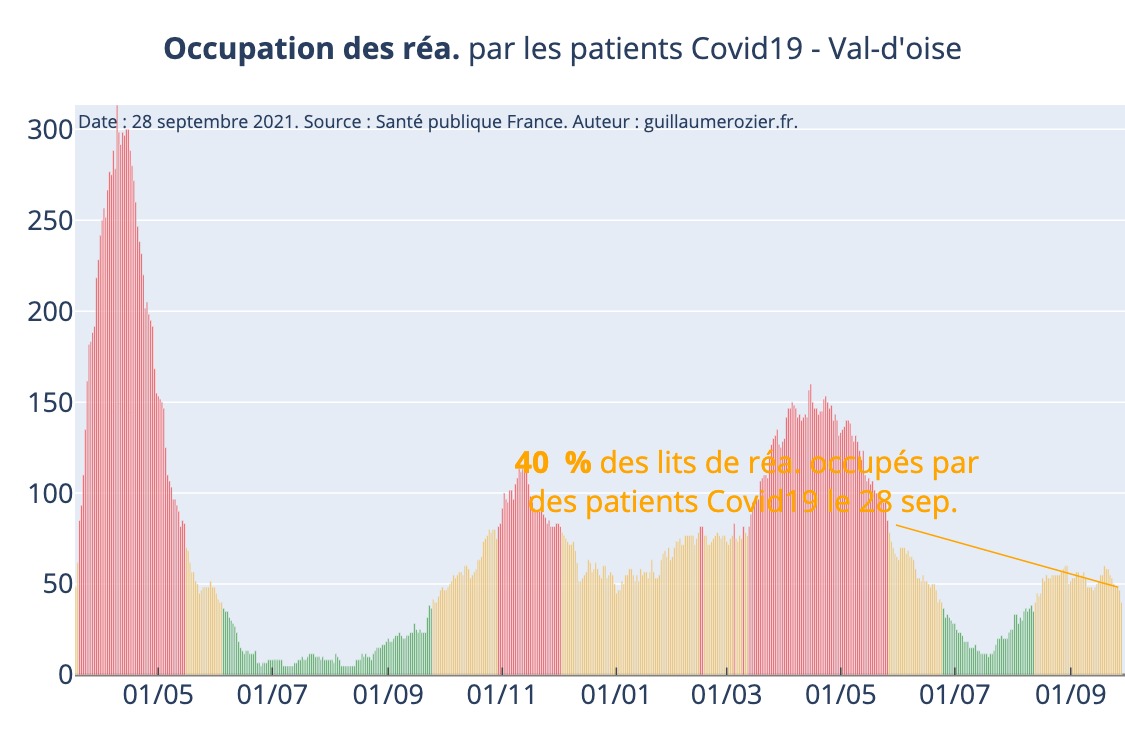 Occupation des réa. par les patients Covid19 - Val-d'oise
Date : 28 septembre 2021. Source : Santé publique France. Auteur : guillaumerozier.fr.
300
250
200
150
100
50
0
40  % des lits de réa. occupés par
des patients Covid19 le 28 sep.
01/05 01/07 01/09 01/11 01/01 01/03 01/05 01/07 01/09